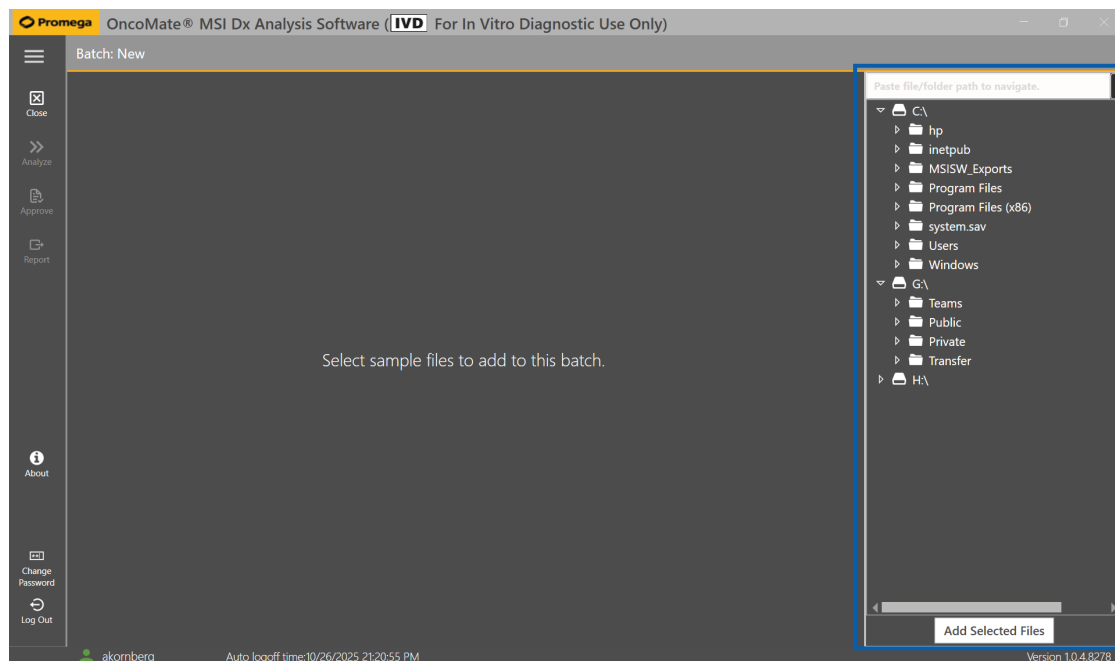 Promega OncoMate® MSI Dx Analysis Software (IVD For In Vitro Diagnostic Use Only)
Batch: New
Close
Analyze
Approve
Report
About
Change
Password
Log Out
Select sample files to add to this batch.
Paste file/folder path to navigate.
C:\
hp
inetpub
MSISW_Exports
Program Files
Program Files (x86)
system.sav
Users
Windows
G:\
Teams
Public
Private
Transfer
H:\
Add Selected Files
akornberg Auto logoff time:10/26/2025 21:20:55 PM Version 1.0.4.8278